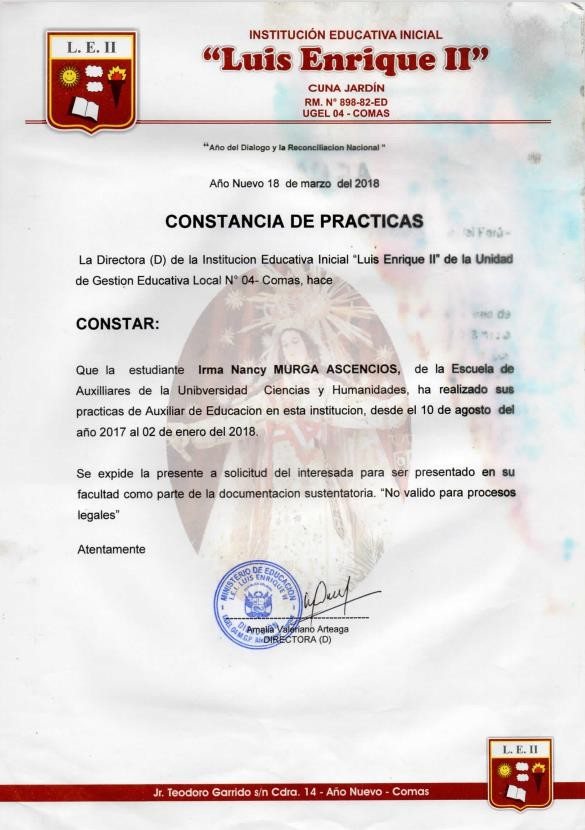 L. E. II
INSTITUCIÓN EDUCATIVA INICIAL
“Luis Enrique II”
CUNA JARDÍN
RM. N° 898-82-ED
UGEL 04 - COMAS
“Año del Dialogo y la Reconciliacion Nacional ”
Año Nuevo 18 de marzo del 2018
CONSTANCIA DE PRACTICAS
La Directora (D) de la Institucion Educativa Inicial “Luis Enrique II” de la Unidad
de Gestion Educativa Local N° 04- Comas, hace
CONSTAR:
Que la estudiante Irma Nancy MURGA ASCENCIOS, de la Escuela de
Auxilliares de la Unibversidad Ciencias y Humanidades, ha realizado sus
practicas de Auxiliar de Educacion en esta institucion, desde el 10 de agosto del
año 2017 al 02 de enero del 2018.
Se expide la presente a solicitud del interesada para ser presentado en su
facultad como parte de la documentacion sustentatoria. “No valido para procesos
legales”
Atentamente
MINISTERIO DE EDUCACION
I.E.I. LUIS ENRIQUE II
Amalia Valeriano Arteaga
DIRECTORA (D)
L. E. II
Jr. Teodoro Garrido s/n Cdra. 14 - Año Nuevo - Comas